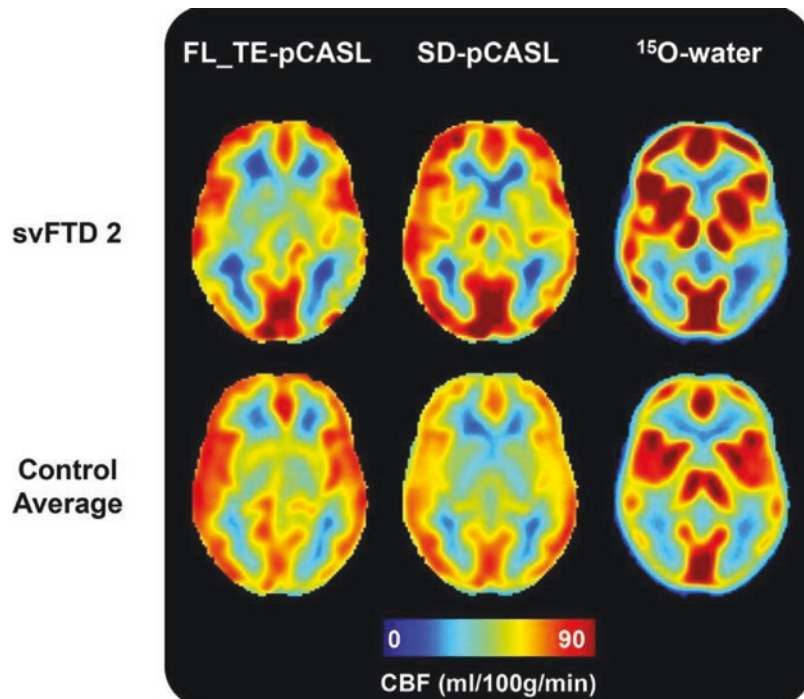 FL_TE-pCASL SD-pCASL ¹⁵O-water
svFTD 2
Control
Average
0 90
CBF (ml/100g/min)